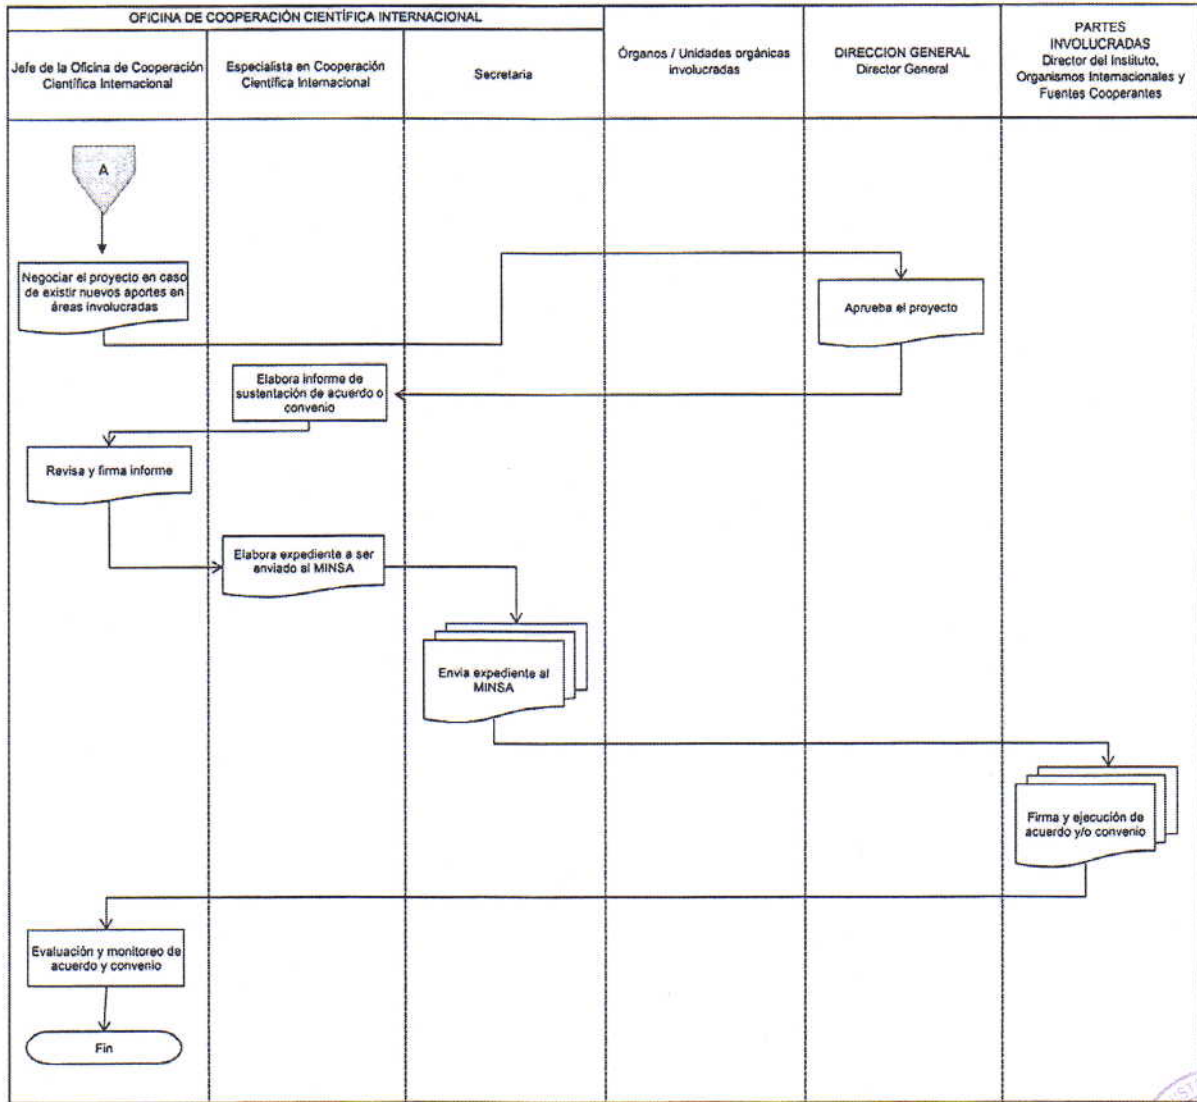 OFICINA DE COOPERACIÓN CIENTÍFICA INTERNACIONAL
Jefe de la Oficina de Cooperación
Científica Internacional
Especialista en Cooperación
Científica Internacional
Secretaria
Órganos / Unidades orgánicas
involucradas
DIRECCION GENERAL
Director General
PARTES
INVOLUCRADAS
Director del Instituto,
Organismos Internacionales y
Fuentes Cooperantes
A
Negociar el proyecto en caso
de existir nuevos aportes en
áreas involucradas
Aprueba el proyecto
Elabora informe de
sustentación de acuerdo o
convenio
Revisa y firma informe
Elabora expediente a ser
enviado al MINSA
Envia expediente al
MINSA
Firma y ejecución de
acuerdo y/o convenio
Evaluación y monitoreo de
acuerdo y convenio
Fin